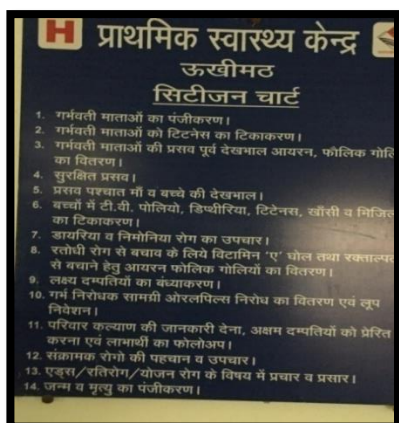 H प्राथमिक स्वास्थ्य केन्द्र
ऊखीमठ
सिटीजन चार्ट
1. गर्भवती माताओं का पंजीकरण।
2. गर्भवती माताओं को टिटनेस का टिकाकरण।
3. गर्भवती माताओं की प्रसव पूर्व देखभाल आयरन, फोलिक गोलि
का वितरण।
4. सुरक्षित प्रसव।
5. प्रसव पश्चात माँ व बच्चे की देखभाल।
6. बच्चों में टी.वी. पोलियो, डिप्थीरिया, टिटेनस, खाँसी व मिजिल
का टिकाकरण।
7. डायरिया व निमोनिया रोग का उपचार।
8. रतोधी रोग से बचाव के लिये विटामिन 'ए' घोल तथा रक्ताल्पत
से बचाने हेतु आयरन फोलिक गोलियों का वितरण।
9. लक्ष्य दम्पतियों का बंध्याकरण।
10. गर्भ निरोधक सामग्री ओरलपिल्स निरोध का वितरण एवं लूप
निवेशन।
11. परिवार कल्याण की जानकारी देना, अक्षम दम्पतियों को प्रेरित
करना एवं लाभार्थी का फोलोअप।
12. संक्रामक रोगो की पहचान व उपचार।
13. एड्स/रतिरोग/योजन रोग के विषय में प्रचार व प्रसार।
14. जन्म व मृत्यु का पंजीकरण।